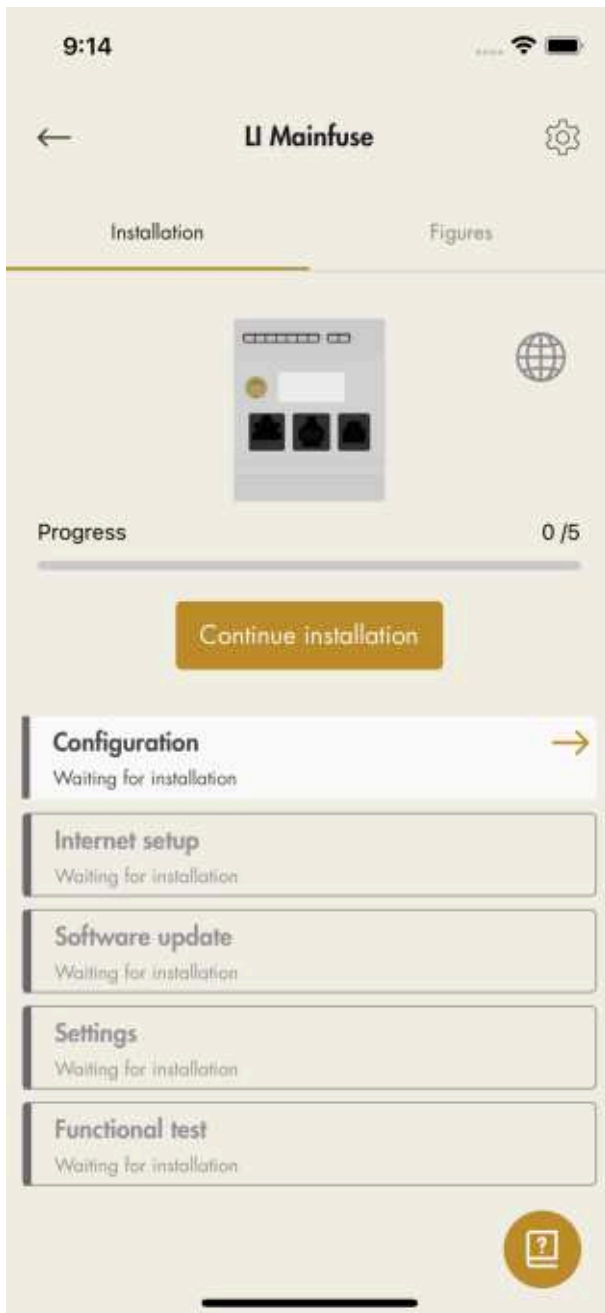 9:14
LI Mainfuse
Installation
Figures
Progress
0 /5
Continue installation
Configuration
Waiting for installation
Internet setup
Waiting for installation
Software update
Waiting for installation
Settings
Waiting for installation
Functional test
Waiting for installation
?